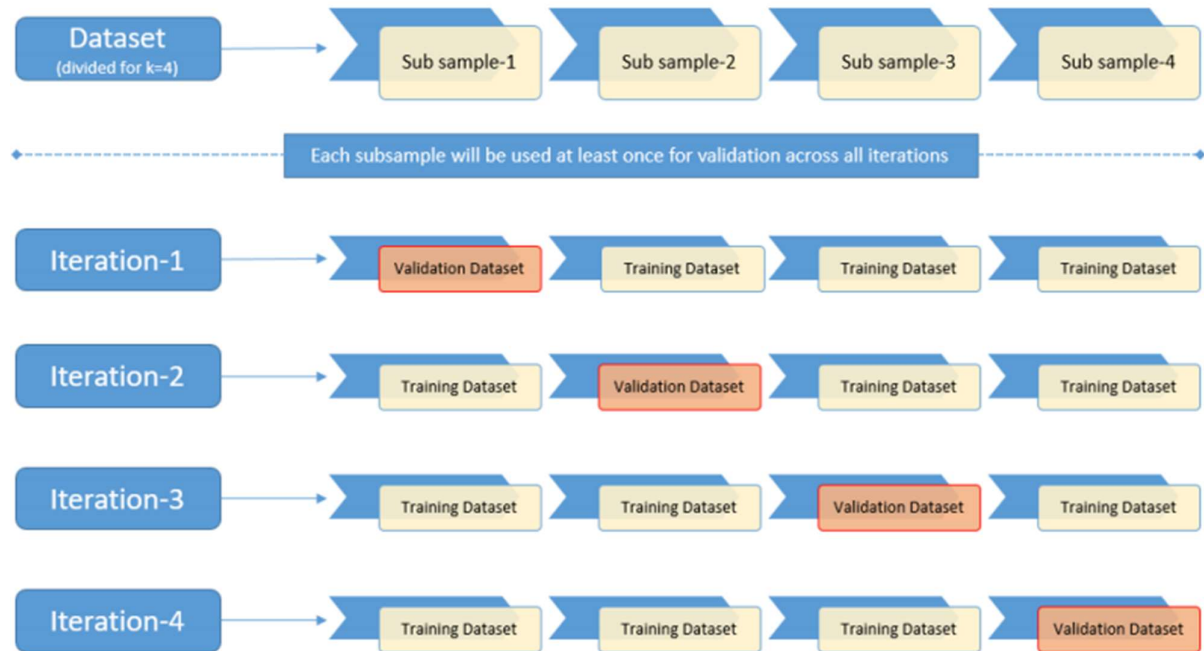 Dataset
(divided for k=4)
Sub sample-1
Sub sample-2
Sub sample-3
Sub sample-4
Each subsample will be used at least once for validation across all iterations
Iteration-1
Validation Dataset
Training Dataset
Training Dataset
Training Dataset
Iteration-2
Training Dataset
Validation Dataset
Training Dataset
Training Dataset
Iteration-3
Training Dataset
Training Dataset
Validation Dataset
Training Dataset
Iteration-4
Training Dataset
Training Dataset
Training Dataset
Validation Dataset